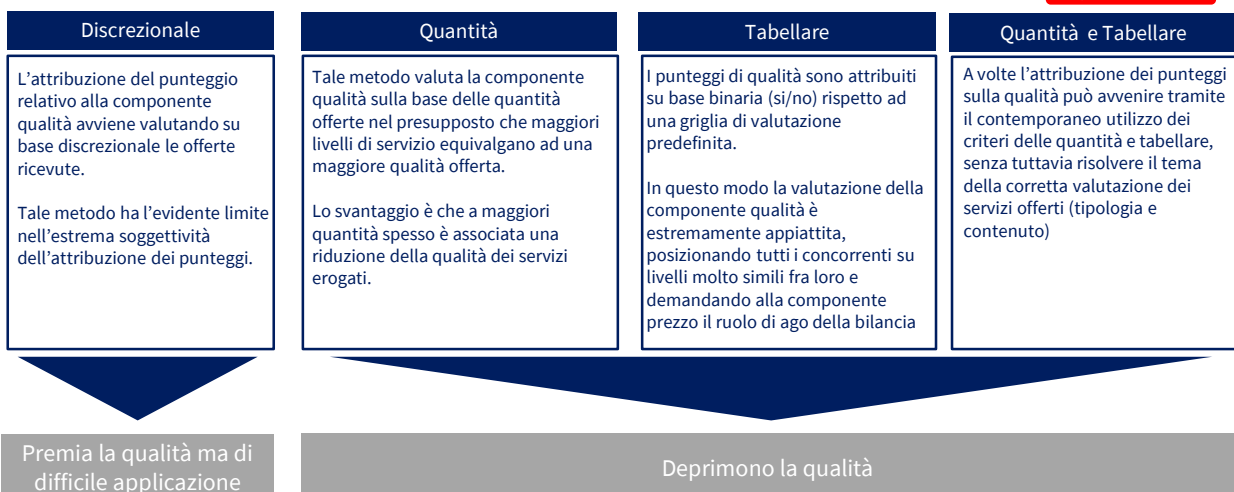 Discrezionale
L'attribuzione del punteggio
relativo alla componente
qualità avviene valutando su
base discrezionale le offerte
ricevute.
Tale metodo ha l'evidente limite
nell'estrema soggettività
dell'attribuzione dei punteggi.
Quantità
Tale metodo valuta la componente
qualità sulla base delle quantità
offerte nel presupposto che maggiori
livelli di servizio equivalgano ad una
maggiore qualità offerta.
Lo svantaggio è che a maggiori
quantità spesso è associata una
riduzione della qualità dei servizi
erogati.
Tabellare
I punteggi di qualità sono attribuiti
su base binaria (si/no) rispetto ad
una griglia di valutazione
predefinita.
In questo modo la valutazione della
componente qualità è
estremamente appiattita,
posizionando tutti i concorrenti su
livelli molto simili fra loro e
demandando alla componente
prezzo il ruolo di ago della bilancia
Quantità e Tabellare
A volte l'attribuzione dei punteggi
sulla qualità può avvenire tramite
il contemporaneo utilizzo dei
criteri delle quantità e tabellare,
senza tuttavia risolvere il tema
della corretta valutazione dei
servizi offerti (tipologia e
contenuto)
Premia la qualità ma di
difficile applicazione
Deprimono la qualità